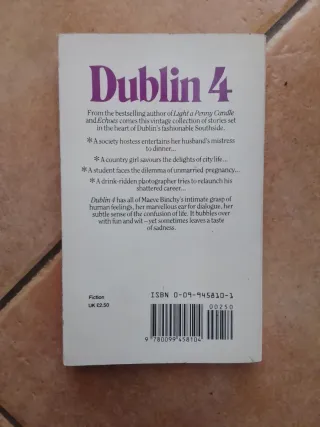 Dublin 4
From the bestselling author of Light a Penny Candle
and Echoes comes this vintage collection of stories set
in the heart of Dublin's fashionable Southside.
*A society hostess entertains her husband's mistress
to dinner...
*A country girl savours the delights of city life...
*A student faces the dilemma of unmarried pregnancy...
*A drink-ridden photographer tries to relaunch his
shattered career...
Dublin 4 has all of Maeve Binchy's intimate grasp of
human feelings, her marvellous ear for dialogue, her
subtle sense of the confusion of life. It bubbles over
with fun and wit – yet sometimes leaves a taste
of sadness.
Fiction
UK £2.50
ISBN 0-09-945810-1
00250
9 780099 458104